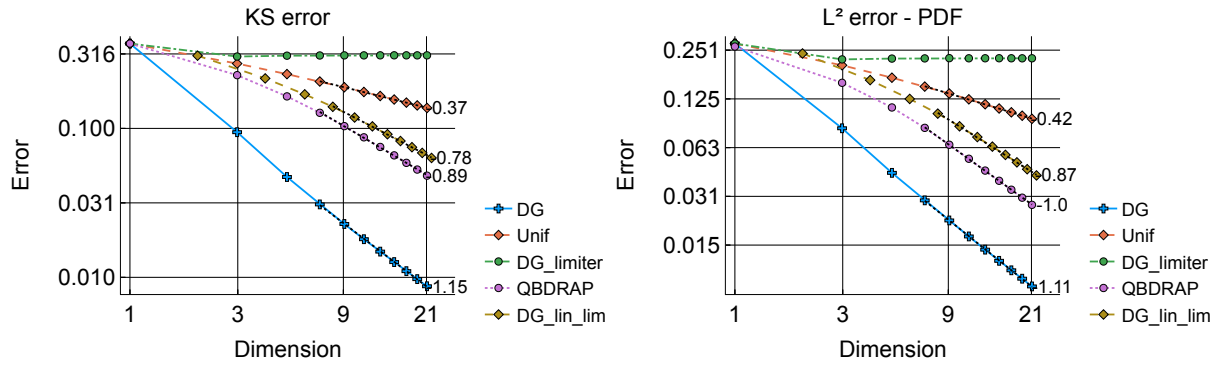 KS error
0.316
0.100
0.031
0.010
Error
0.37
0.78
0.89
1.15
1
3
9
21
Dimension
DG
Unif
DG_limiter
QBDRAP
DG_lin_lim
L² error - PDF
0.251
0.125
0.063
0.031
0.015
Error
0.42
0.87
-1.0
1.11
1
3
9
21
Dimension
DG
Unif
DG_limiter
QBDRAP
DG_lin_lim